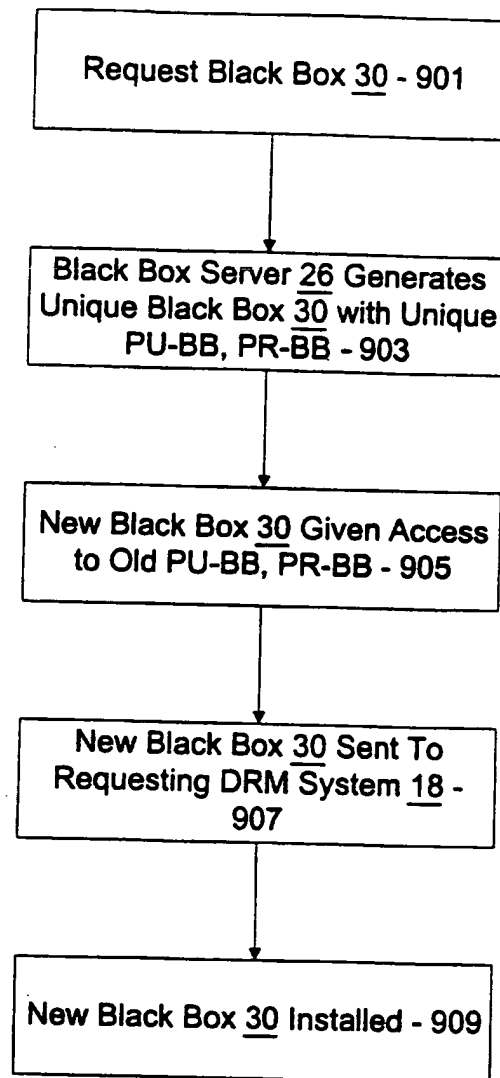 Request Black Box 30 - 901
Black Box Server 26 Generates
Unique Black Box 30 with Unique
PU-BB, PR-BB - 903
New Black Box 30 Given Access
to Old PU-BB, PR-BB - 905
New Black Box 30 Sent To
Requesting DRM System 18 -
907
New Black Box 30 Installed - 909